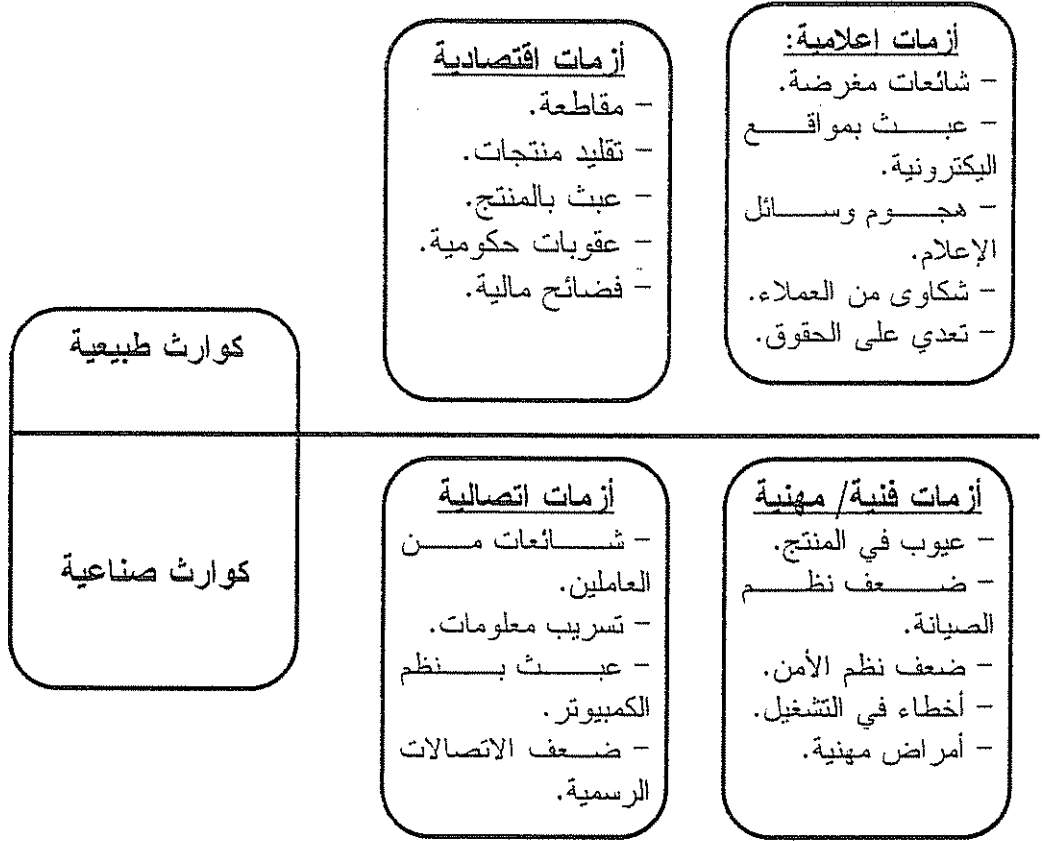 أزمات اعلامية:
- شائعات مغرضة.
- عبث بمواقع
اليكترونية.
- هجوم وسائل
الإعلام.
- شكاوى من العملاء.
- تعدي على الحقوق.
أزمات اقتصادية
- مقاطعة.
- تقليد منتجات.
- عبث بالمنتج.
- عقوبات حكومية.
- فضائح مالية.
كوارث طبيعية
أزمات فنية/ مهنية
- عيوب في المنتج.
- ضعف نظم
الصيانة.
- ضعف نظم الأمن.
- أخطاء في التشغيل.
- أمراض مهنية.
أزمات اتصالية
- شائعات من
العاملين.
- تسريب معلومات.
- عبث بنظم
الكمبيوتر.
- ضعف الاتصالات
الرسمية.
كوارث صناعية